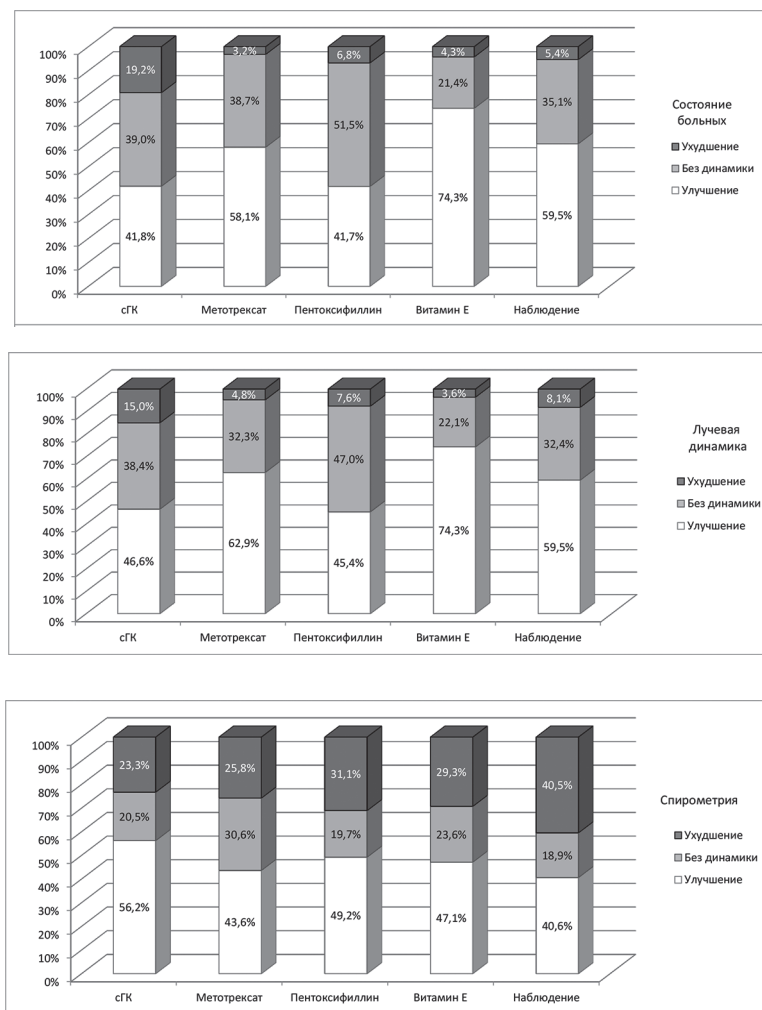 100%
90%
80%
70%
60%
50%
40%
30%
20%
10%
0%
19,2% 3,2% 6,8% 4,3% 5,4%
39,0% 38,7% 51,5% 21,4% 35,1%
41,8% 58,1% 41,7% 74,3% 59,5%
сГК Метотрексат Пентоксифиллин Витамин Е Наблюдение
Состояние
больных
Ухудшение
Без динамики
Улучшение
100%
90%
80%
70%
60%
50%
40%
30%
20%
10%
0%
15,0% 4,8% 7,6% 3,6% 8,1%
38,4% 32,3% 47,0% 22,1% 32,4%
46,6% 62,9% 45,4% 74,3% 59,5%
сГК Метотрексат Пентоксифиллин Витамин Е Наблюдение
Лучевая
динамика
Ухудшение
Без динамики
Улучшение
100%
90%
80%
70%
60%
50%
40%
30%
20%
10%
0%
23,3% 25,8% 31,1% 29,3% 40,5%
20,5% 30,6% 19,7% 23,6% 18,9%
56,2% 43,6% 49,2% 47,1% 40,6%
сГК Метотрексат Пентоксифиллин Витамин Е Наблюдение
Спирометрия
Ухудшение
Без динамики
Улучшение